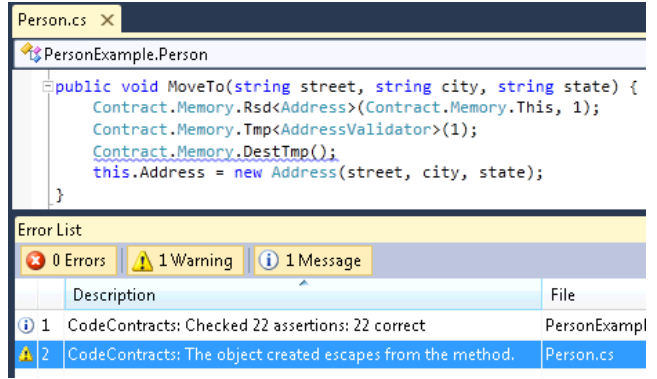 Person.cs
PersonExample.Person
public void MoveTo(string street, string city, string state) {
Contract.Memory.Rsd<Address>(Contract.Memory.This, 1);
Contract.Memory.Tmp<AddressValidator>(1);
Contract.Memory.DestTmp();
this.Address = new Address(street, city, state);
}
Error List
0 Errors 1 Warning 1 Message
Description File
1 CodeContracts: Checked 22 assertions: 22 correct PersonExampl
2 CodeContracts: The object created escapes from the method. Person.cs